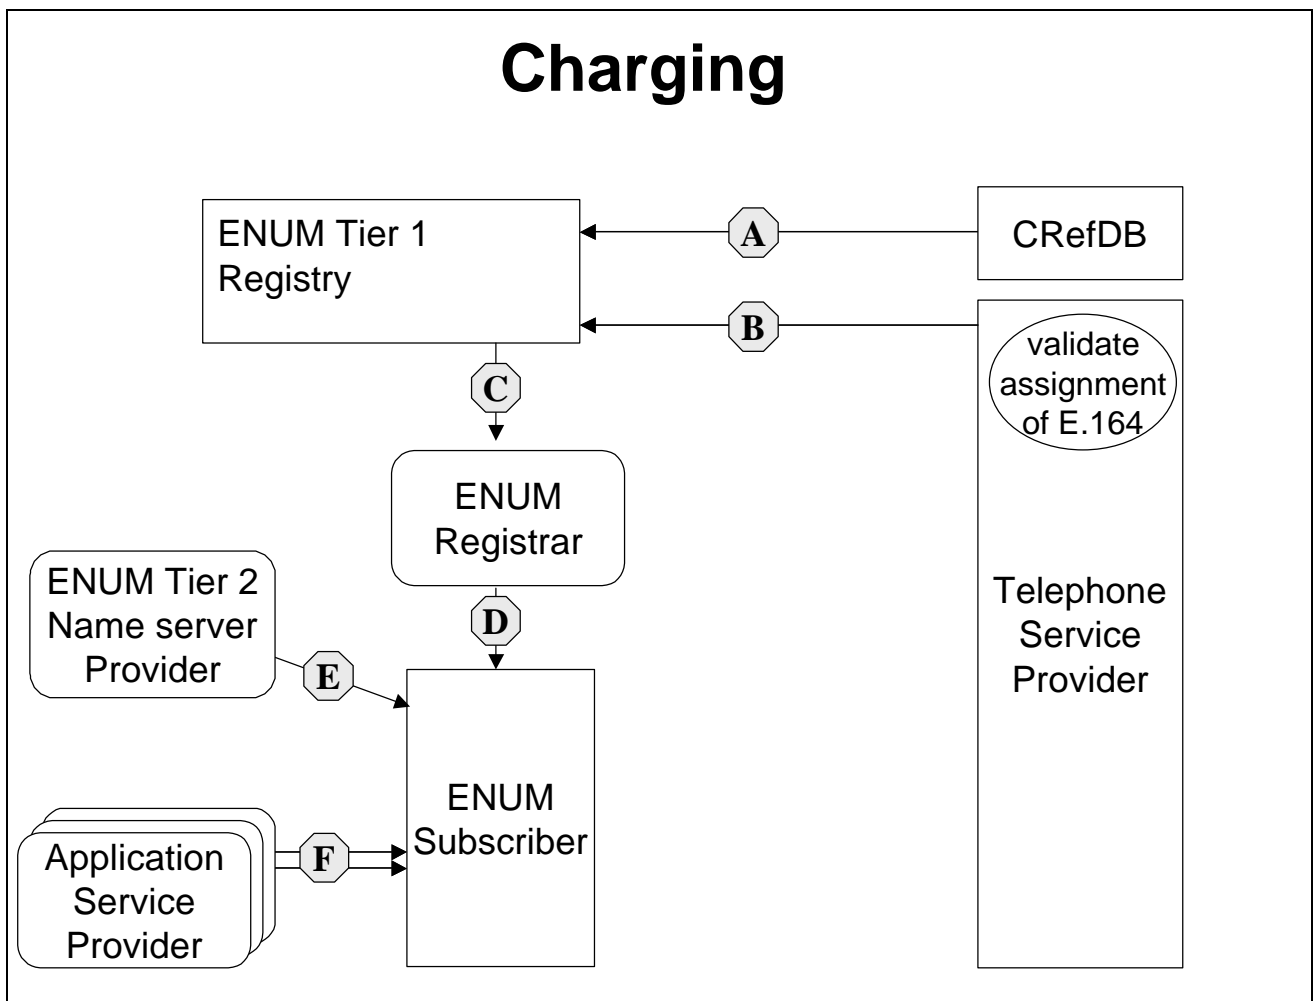 Charging
ENUM Tier 1
Registry
A
CRefDB
B
validate
assignment
of E.164
C
ENUM
Registrar
ENUM Tier 2
Name server
Provider
D
Telephone
Service
Provider
E
ENUM
Subscriber
F
Application
Service
Provider